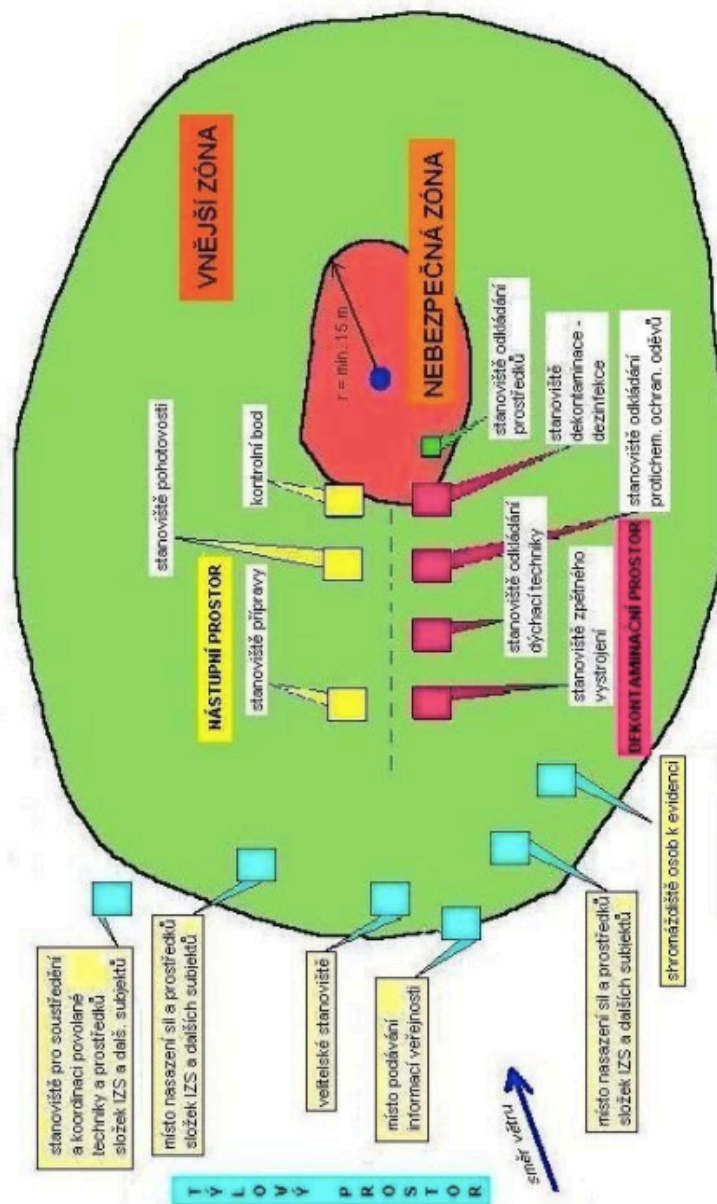 VNĚJŠÍ ZÓNA
NEBEZPEČNÁ ZÓNA
r = min. 15 m
stanoviště pohotovosti
kontrolní bod
NÁSTUPNÍ PROSTOR
stanoviště přípravy
stanoviště odkládání
prostředků
stanoviště
dekontaminace -
dezinfekce
stanoviště odkládání
protichem. ochran. oděvů
stanoviště odkládání
dýchací techniky
stanoviště zpětného
vystrojení
DEKONTAMINAČNÍ PROSTOR
stanoviště pro soustředění
a koordinaci povolané
techniky a prostředků
složek IZS a dalš. subjektů
místo nasazení sil a prostředků
složek IZS a dalších subjektů
velitelské stanoviště
místo podávání
informací veřejnosti
místo nasazení sil a prostředků
složek IZS a dalších subjektů
shromáždiště osob k evidenci
TÝLOVÝ PROSTOR
směr větru